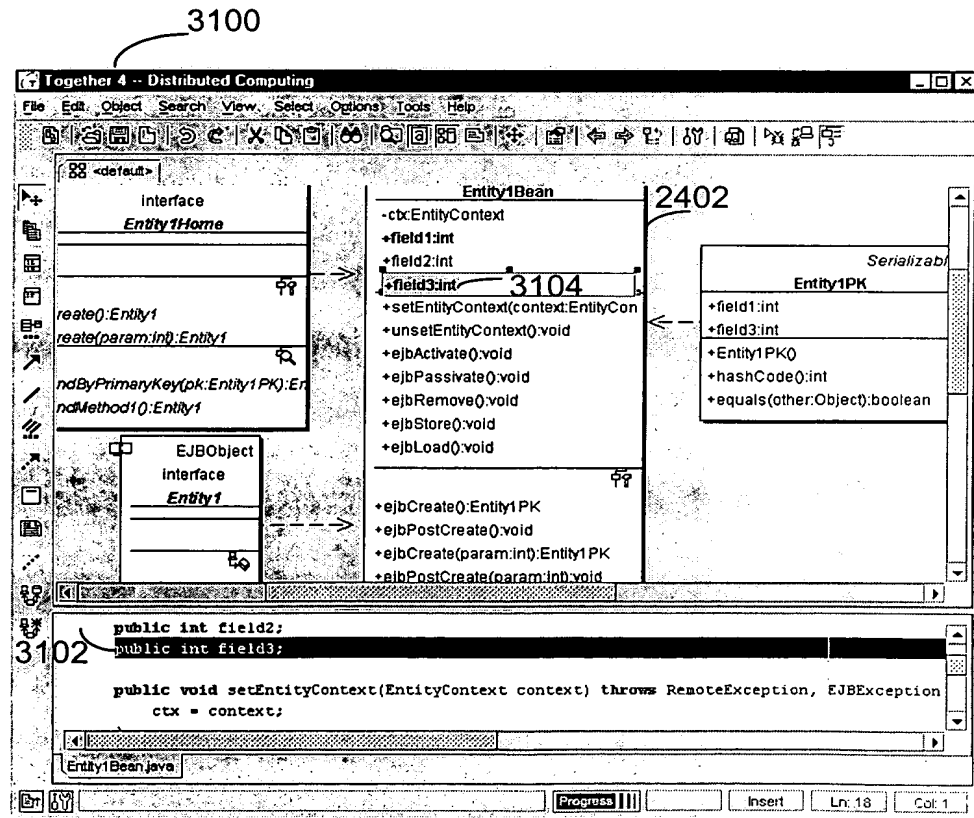 3100
Together 4 -- Distributed Computing
File Edit Object Search View Select Options Tools Help
<default>
interface
Entity1Home
reate():Entity1
reate(param:int):Entity1
ndByPrimaryKey(pk:Entity1PK):En
ndMethod1():Entity1
EJBObject
interface
Entity1
Entity1Bean
-ctx:EntityContext
+field1:int
+field2:int
+field3:int
+setEntityContext(context:EntityCon
+unsetEntityContext():void
+ejbActivate():void
+ejbPassivate():void
+ejbRemove():void
+ejbStore():void
+ejbLoad():void
+ejbCreate():Entity1PK
+ejbPostCreate():void
+ejbCreate(param:int):Entity1PK
+ejbPostCreate(param:int):void
2402
3104
Serializabl
Entity1PK
+field1:int
+field3:int
+Entity1PK()
+hashCode():int
+equals(other:Object):boolean
3102
public int field2;
public int field3;
public void setEntityContext(EntityContext context) throws RemoteException, EJBException
ctx = context;
Entity1Bean.java
Progress
Insert
Ln: 18
Col: 1